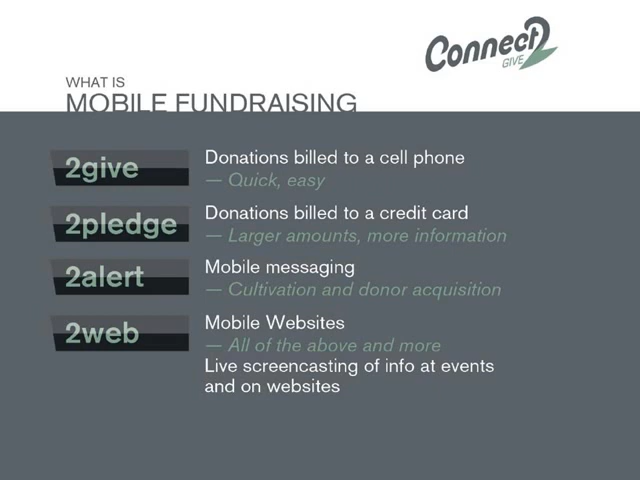 Connect2
GIVE
WHAT IS
MOBILE FUNDRAISING
2give
Donations billed to a cell phone
— Quick, easy
2pledge
Donations billed to a credit card
— Larger amounts, more information
2alert
Mobile messaging
— Cultivation and donor acquisition
2web
Mobile Websites
— All of the above and more
Live screencasting of info at events
and on websites